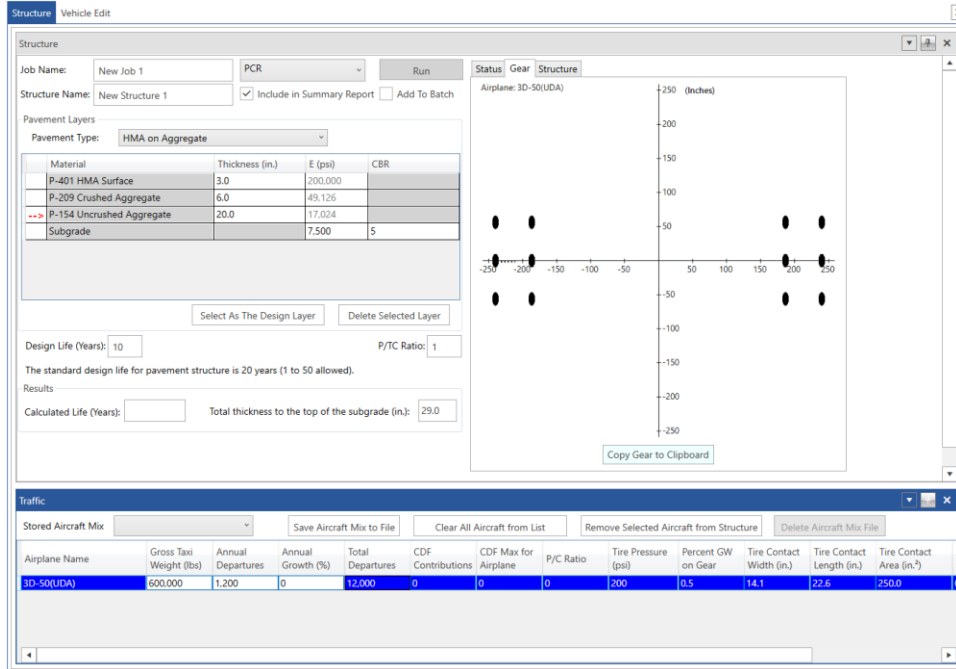 Structure Vehicle Edit
Structure
Job Name: New Job 1 PCR Run
Structure Name: New Structure 1 Include in Summary Report Add To Batch
Pavement Layers
Pavement Type: HMA on Aggregate
Material Thickness (in.) E (psi) CBR
P-401 HMA Surface 3.0 200,000
P-209 Crushed Aggregate 6.0 49,126
--> P-154 Uncrushed Aggregate 20.0 17,024
Subgrade 7,500 5
Select As The Design Layer Delete Selected Layer
Design Life (Years): 10 P/TC Ratio: 1
The standard design life for pavement structure is 20 years (1 to 50 allowed).
Results
Calculated Life (Years): Total thickness to the top of the subgrade (in.): 29.0
Status Gear Structure
Airplane: 3D-50(UDA) 250 (Inches)
200
150
100
50
-250 -200 -150 -100 -50 50 100 150 200 250
-50
-100
-150
-200
-250
Copy Gear to Clipboard
Traffic
Stored Aircraft Mix Save Aircraft Mix to File Clear All Aircraft from List Remove Selected Aircraft from Structure Delete Aircraft Mix File
Airplane Name Gross Taxi Weight (lbs) Annual Departures Annual Growth (%) Total Departures CDF Contributions CDF Max for Airplane P/C Ratio Tire Pressure (psi) Percent GW on Gear Tire Contact Width (in.) Tire Contact Length (in.) Tire Contact Area (in.²)
3D-50(UDA) 600,000 1,200 0 12,000 0 0 0 200 0.5 14.1 22.6 250.0